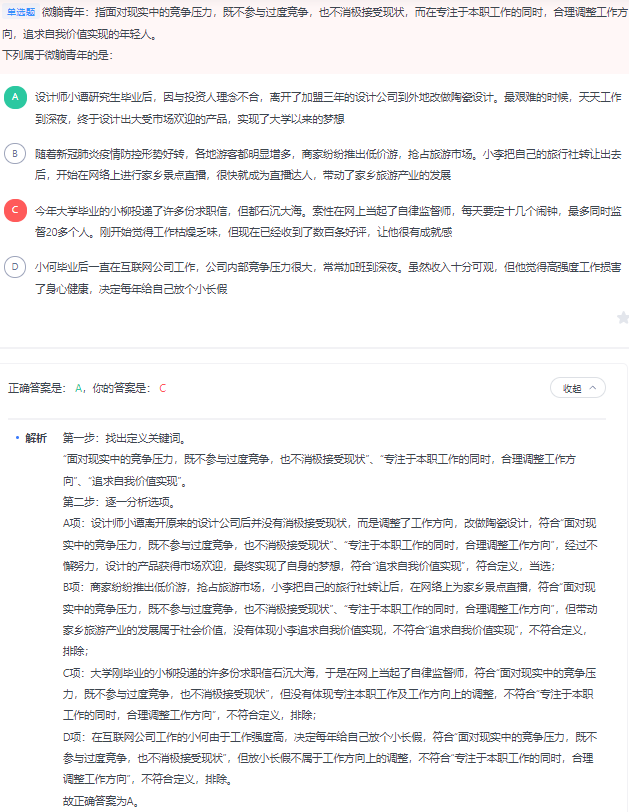 单选题 微躺青年：指面对现实中的竞争压力，既不参与过度竞争，也不消极接受现状，而在专注于本职工作的同时，合理调整工作方
向，追求自我价值实现的年轻人。
下列属于微躺青年的是：
A 设计师小谭研究生毕业后，因与投资人理念不合，离开了加盟三年的设计公司到外地改做陶瓷设计。最艰难的时候，天天工作
到深夜，终于设计出大受市场欢迎的产品，实现了大学以来的梦想
B 随着新冠肺炎疫情防控形势好转，各地游客都明显增多，商家纷纷推出低价游，抢占旅游市场。小李把自己的旅行社转让出去
后，开始在网络上进行家乡景点直播，很快就成为直播达人，带动了家乡旅游产业的发展
C 今年大学毕业的小柳投递了许多份求职信，但都石沉大海。索性在网上当起了自律监督师，每天要定十几个闹钟，最多同时监
督20多个人。刚开始觉得工作枯燥乏味，但现在已经收到了数百条好评，让他很有成就感
D 小何毕业后一直在互联网公司工作，公司内部竞争压力很大，常常加班到深夜。虽然收入十分可观，但他觉得高强度工作损害
了身心健康，决定每年给自己放个小长假
正确答案是： A，你的答案是： C
收起
解析 第一步：找出定义关键词。
“面对现实中的竞争压力，既不参与过度竞争，也不消极接受现状”、“专注于本职工作的同时，合理调整工作方
向”、“追求自我价值实现”。
第二步：逐一分析选项。
A项：设计师小谭离开原来的设计公司后并没有消极接受现状，而是调整了工作方向，改做陶瓷设计，符合“面对现
实中的竞争压力，既不参与过度竞争，也不消极接受现状”、“专注于本职工作的同时，合理调整工作方向”，经过不
懈努力，设计的产品获得市场欢迎，最终实现了自身的梦想，符合“追求自我价值实现”，符合定义，当选；
B项：商家纷纷推出低价游，抢占旅游市场，小李把自己的旅行社转让后，在网络上为家乡景点直播，符合“面对现
实中的竞争压力，既不参与过度竞争，也不消极接受现状”、“专注于本职工作的同时，合理调整工作方向”，但带动
家乡旅游产业的发展属于社会价值，没有体现小李追求自我价值实现，不符合“追求自我价值实现”，不符合定义，
排除；
C项：大学刚毕业的小柳投递的许多份求职信石沉大海，于是在网上当起了自律监督师，符合“面对现实中的竞争压
力，既不参与过度竞争，也不消极接受现状”，但没有体现专注本职工作及工作方向上的调整，不符合“专注于本职
工作的同时，合理调整工作方向”，不符合定义，排除；
D项：在互联网公司工作的小何由于工作强度高，决定每年给自己放个小长假，符合“面对现实中的竞争压力，既不
参与过度竞争，也不消极接受现状”，但放小长假不属于工作方向上的调整，不符合“专注于本职工作的同时，合理
调整工作方向”，不符合定义，排除。
故正确答案为A。